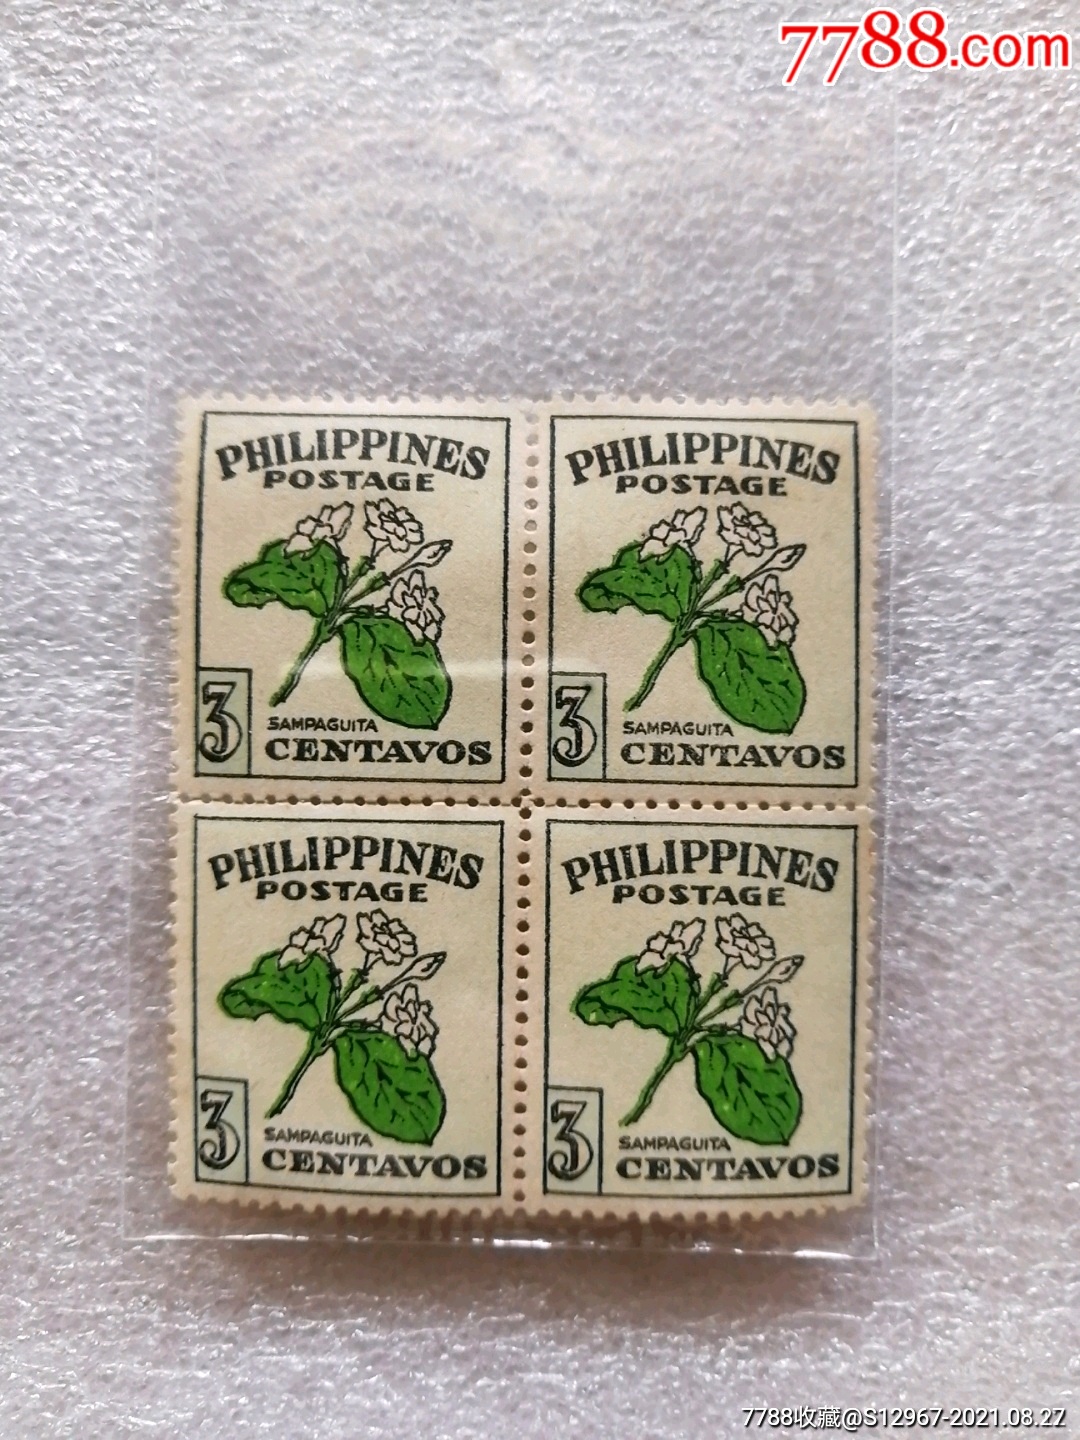 7788.com
PHILIPPINES
POSTAGE
3
SAMPAGUITA
CENTAVOS
PHILIPPINES
POSTAGE
3
SAMPAGUITA
CENTAVOS
PHILIPPINES
POSTAGE
3
SAMPAGUITA
CENTAVOS
PHILIPPINES
POSTAGE
3
SAMPAGUITA
CENTAVOS
7788收藏@S12967-2021.08.27